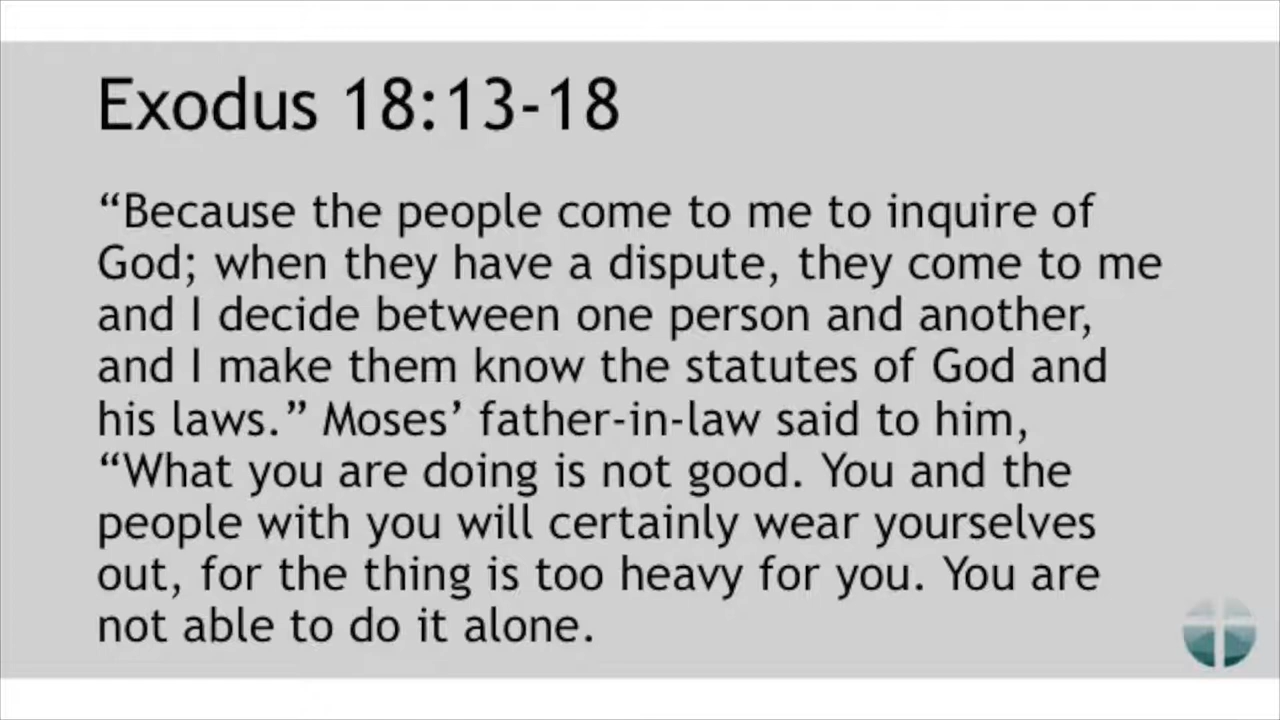 Exodus 18:13-18
“Because the people come to me to inquire of
God; when they have a dispute, they come to me
and I decide between one person and another,
and I make them know the statutes of God and
his laws.” Moses’ father-in-law said to him,
“What you are doing is not good. You and the
people with you will certainly wear yourselves
out, for the thing is too heavy for you. You are
not able to do it alone.